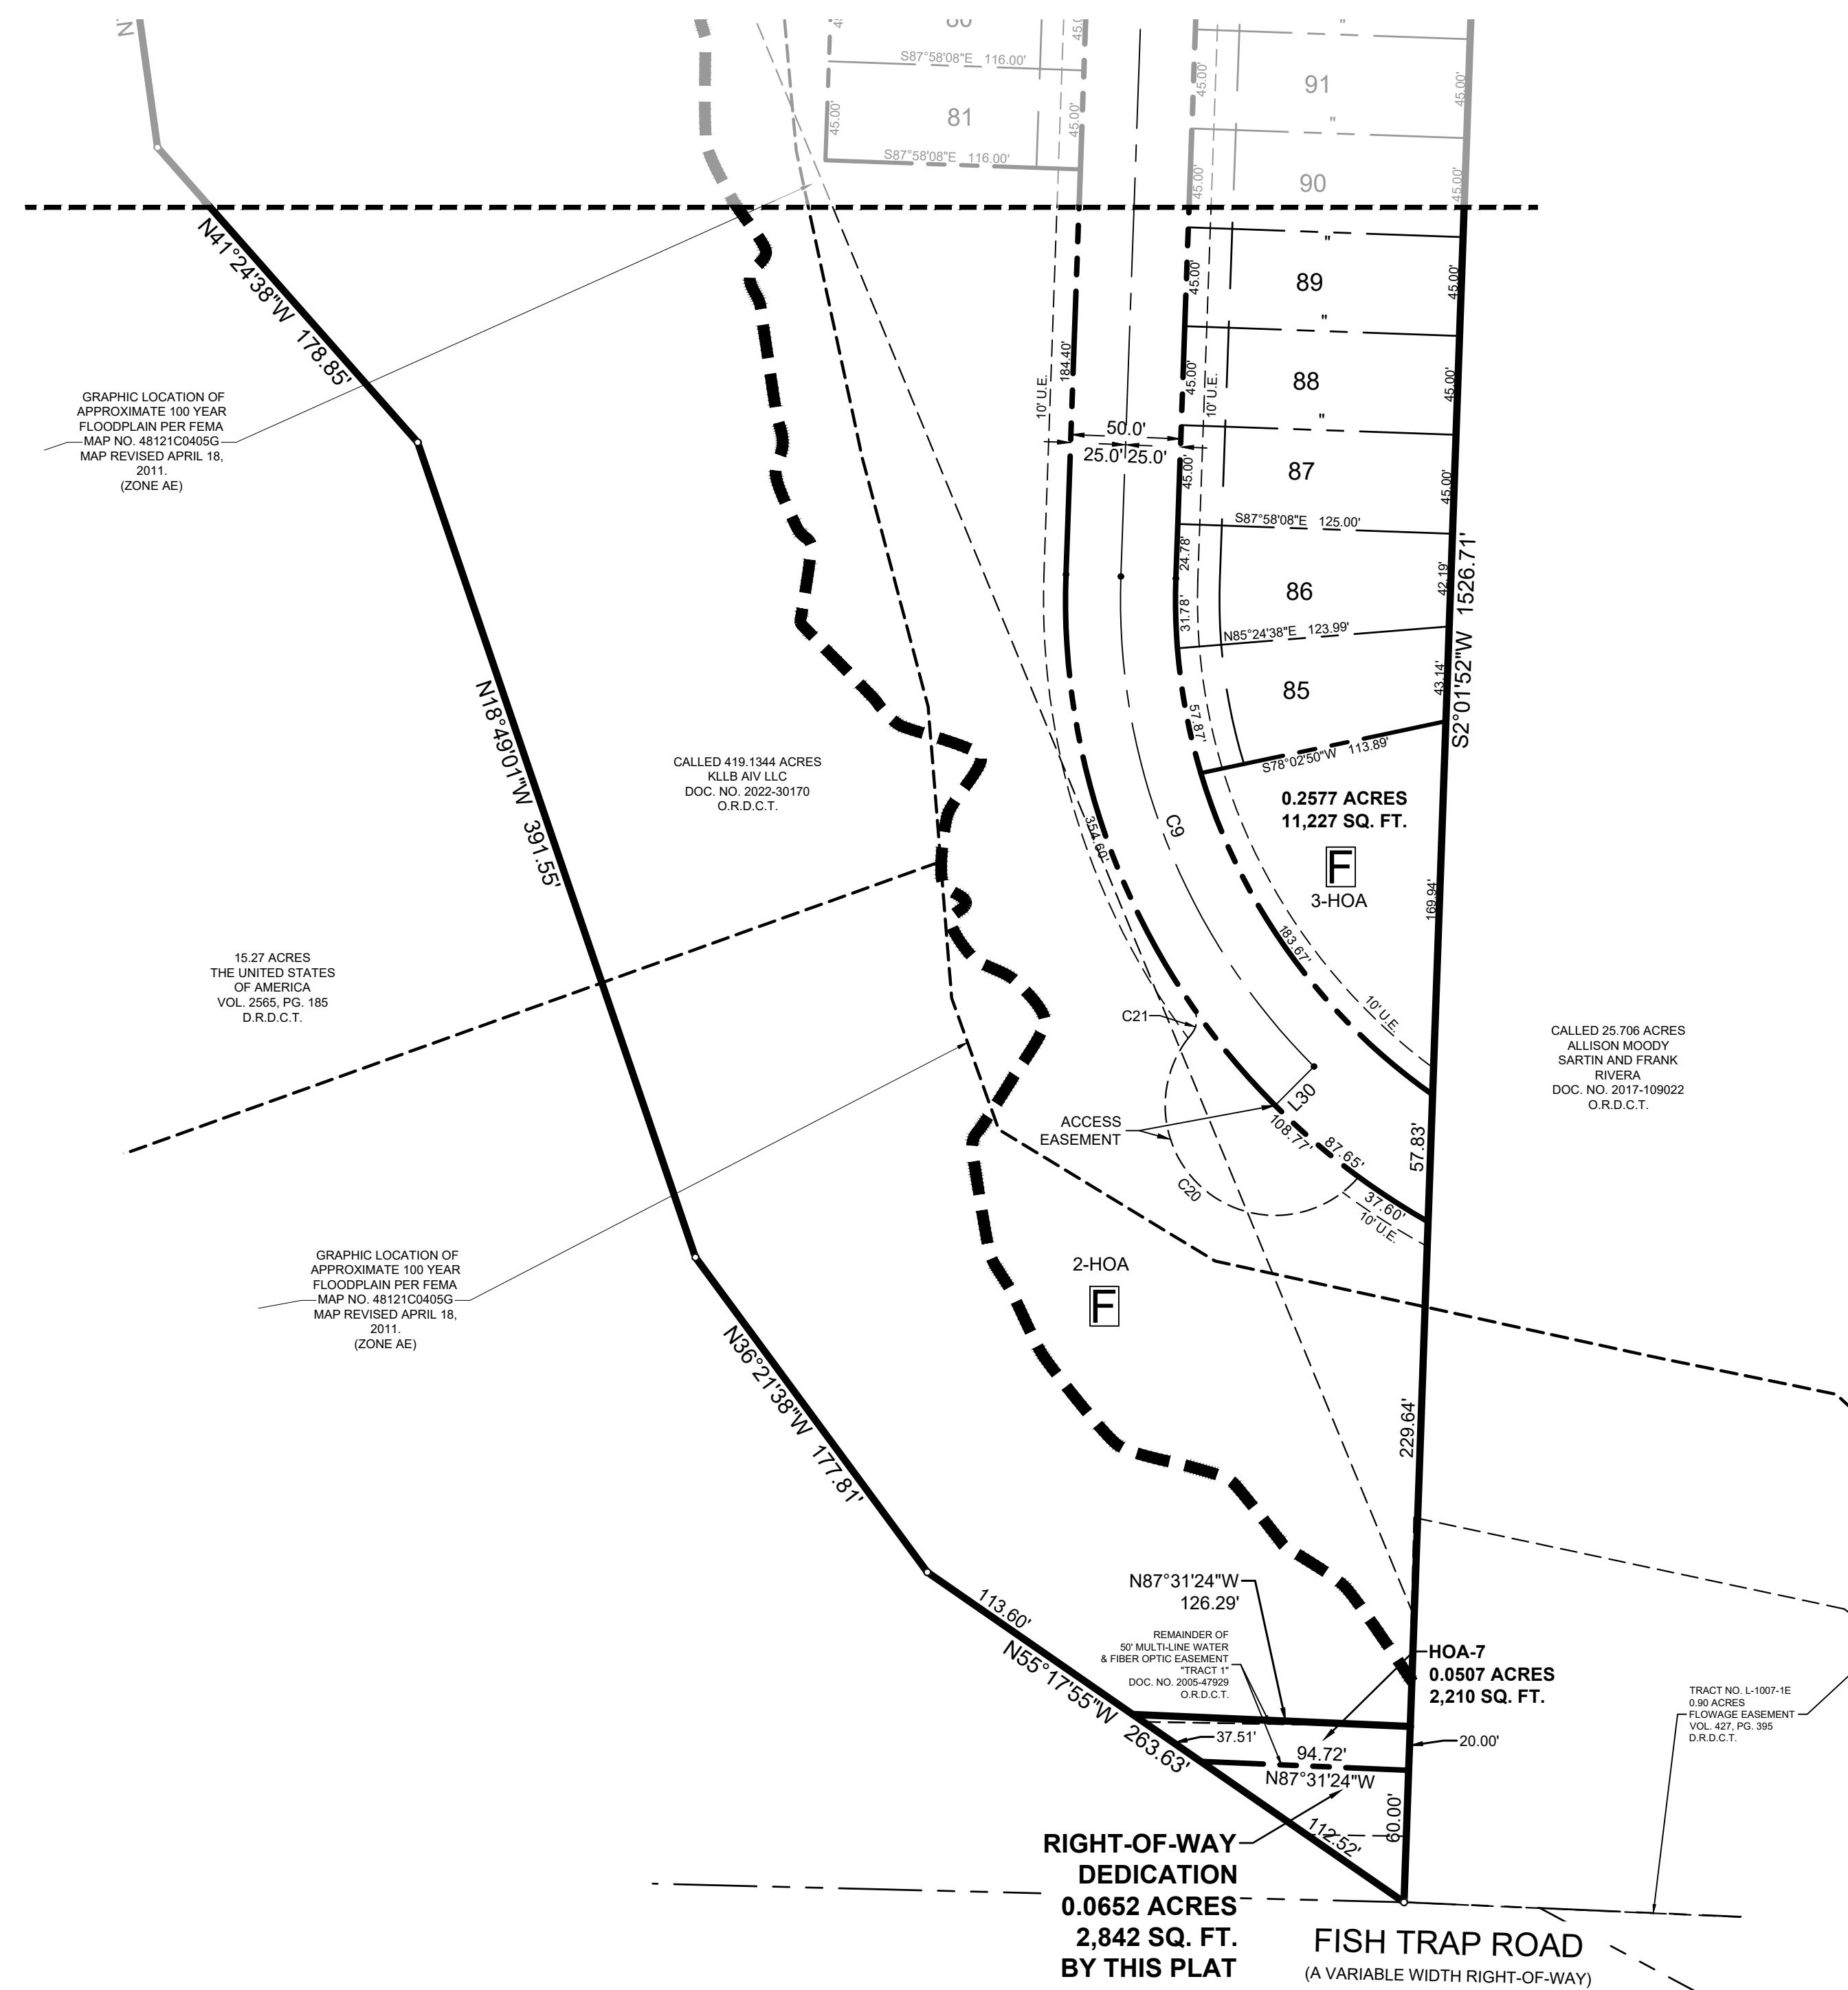 81
S87°58'08"E 116.00'
S87°58'08"E 116.00'
45.00'
45.00'
45.00'
45.00'
45.00'
45.00'
45.00'
"
91
"
90
"
89
45.00'
45.00'
"
88
45.00'
45.00'
"
87
45.00'
45.00'
S87°58'08"E 125.00'
24.78'
42.19'
86
31.78'
N85°24'38"E 123.99'
85
43.14'
57.87'
S78°02'50"W 113.89'
S2°01'52"W 1526.71'
10' U.E.
184.40'
10' U.E.
50.0'
25.0' 25.0'
N41°24'38"W 178.85'
GRAPHIC LOCATION OF
APPROXIMATE 100 YEAR
FLOODPLAIN PER FEMA
MAP NO. 48121C0405G
MAP REVISED APRIL 18,
2011.
(ZONE AE)
N18°49'01"W 391.55'
CALLED 419.1344 ACRES
KLLB AIV LLC
DOC. NO. 2022-30170
O.R.D.C.T.
354.60'
C9
0.2577 ACRES
11,227 SQ. FT.
F
3-HOA
169.94'
183.67'
10' U.E.
15.27 ACRES
THE UNITED STATES
OF AMERICA
VOL. 2565, PG. 185
D.R.D.C.T.
C21
CALLED 25.706 ACRES
ALLISON MOODY
SARTIN AND FRANK
RIVERA
DOC. NO. 2017-109022
O.R.D.C.T.
ACCESS
EASEMENT
L30
108.77'
87.65'
57.83'
C20
37.60'
10' U.E.
GRAPHIC LOCATION OF
APPROXIMATE 100 YEAR
FLOODPLAIN PER FEMA
MAP NO. 48121C0405G
MAP REVISED APRIL 18,
2011.
(ZONE AE)
2-HOA
F
N36°21'38"W 177.81'
229.64'
113.60'
N55°17'55"W 263.63'
N87°31'24"W
126.29'
REMAINDER OF
50' MULTI-LINE WATER
& FIBER OPTIC EASEMENT
"TRACT 1"
DOC. NO. 2005-47929
O.R.D.C.T.
HOA-7
0.0507 ACRES
2,210 SQ. FT.
TRACT NO. L-1007-1E
0.90 ACRES
FLOWAGE EASEMENT
VOL. 427, PG. 395
D.R.D.C.T.
37.51'
94.72'
20.00'
N87°31'24"W
60.00'
112.52'
RIGHT-OF-WAY
DEDICATION
0.0652 ACRES
2,842 SQ. FT.
BY THIS PLAT
FISH TRAP ROAD
(A VARIABLE WIDTH RIGHT-OF-WAY)